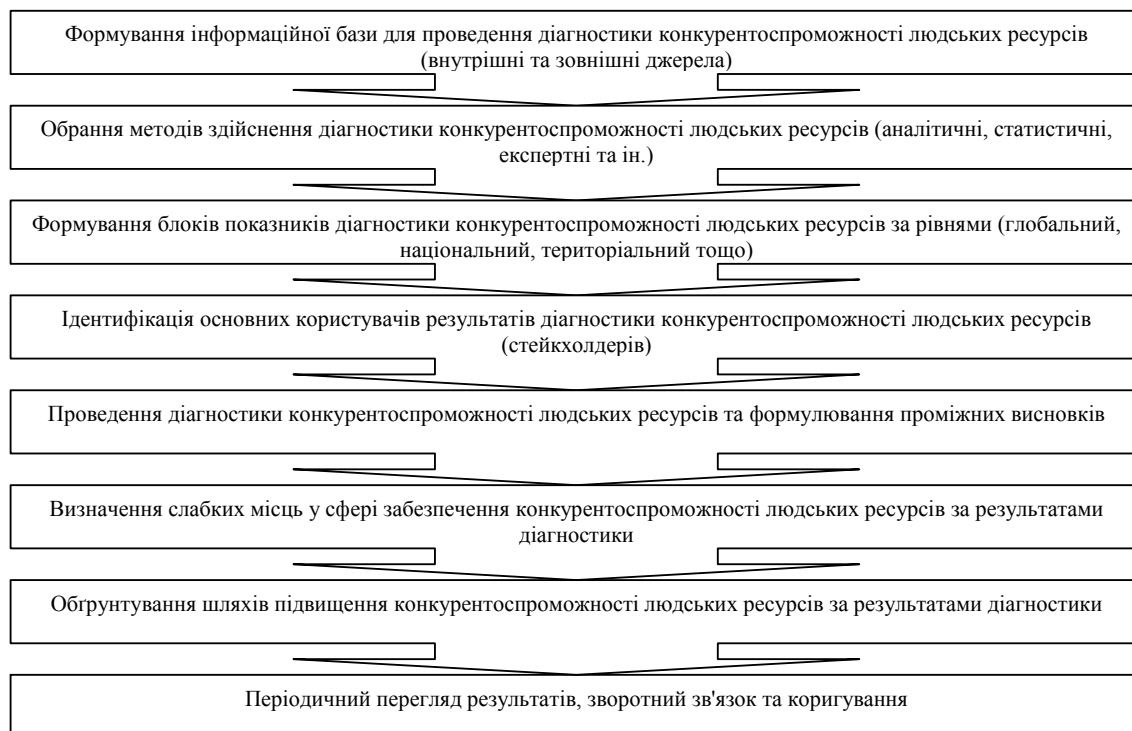 Формування інформаційної бази для проведення діагностики конкурентоспроможності людських ресурсів
(внутрішні та зовнішні джерела)
Обрання методів здійснення діагностики конкурентоспроможності людських ресурсів (аналітичні, статистичні,
експертні та ін.)
Формування блоків показників діагностики конкурентоспроможності людських ресурсів за рівнями (глобальний,
національний, територіальний тощо)
Ідентифікація основних користувачів результатів діагностики конкурентоспроможності людських ресурсів
(стейкхолдерів)
Проведення діагностики конкурентоспроможності людських ресурсів та формулювання проміжних висновків
Визначення слабких місць у сфері забезпечення конкурентоспроможності людських ресурсів за результатами
діагностики
Обґрунтування шляхів підвищення конкурентоспроможності людських ресурсів за результатами діагностики
Періодичний перегляд результатів, зворотний зв'язок та коригування